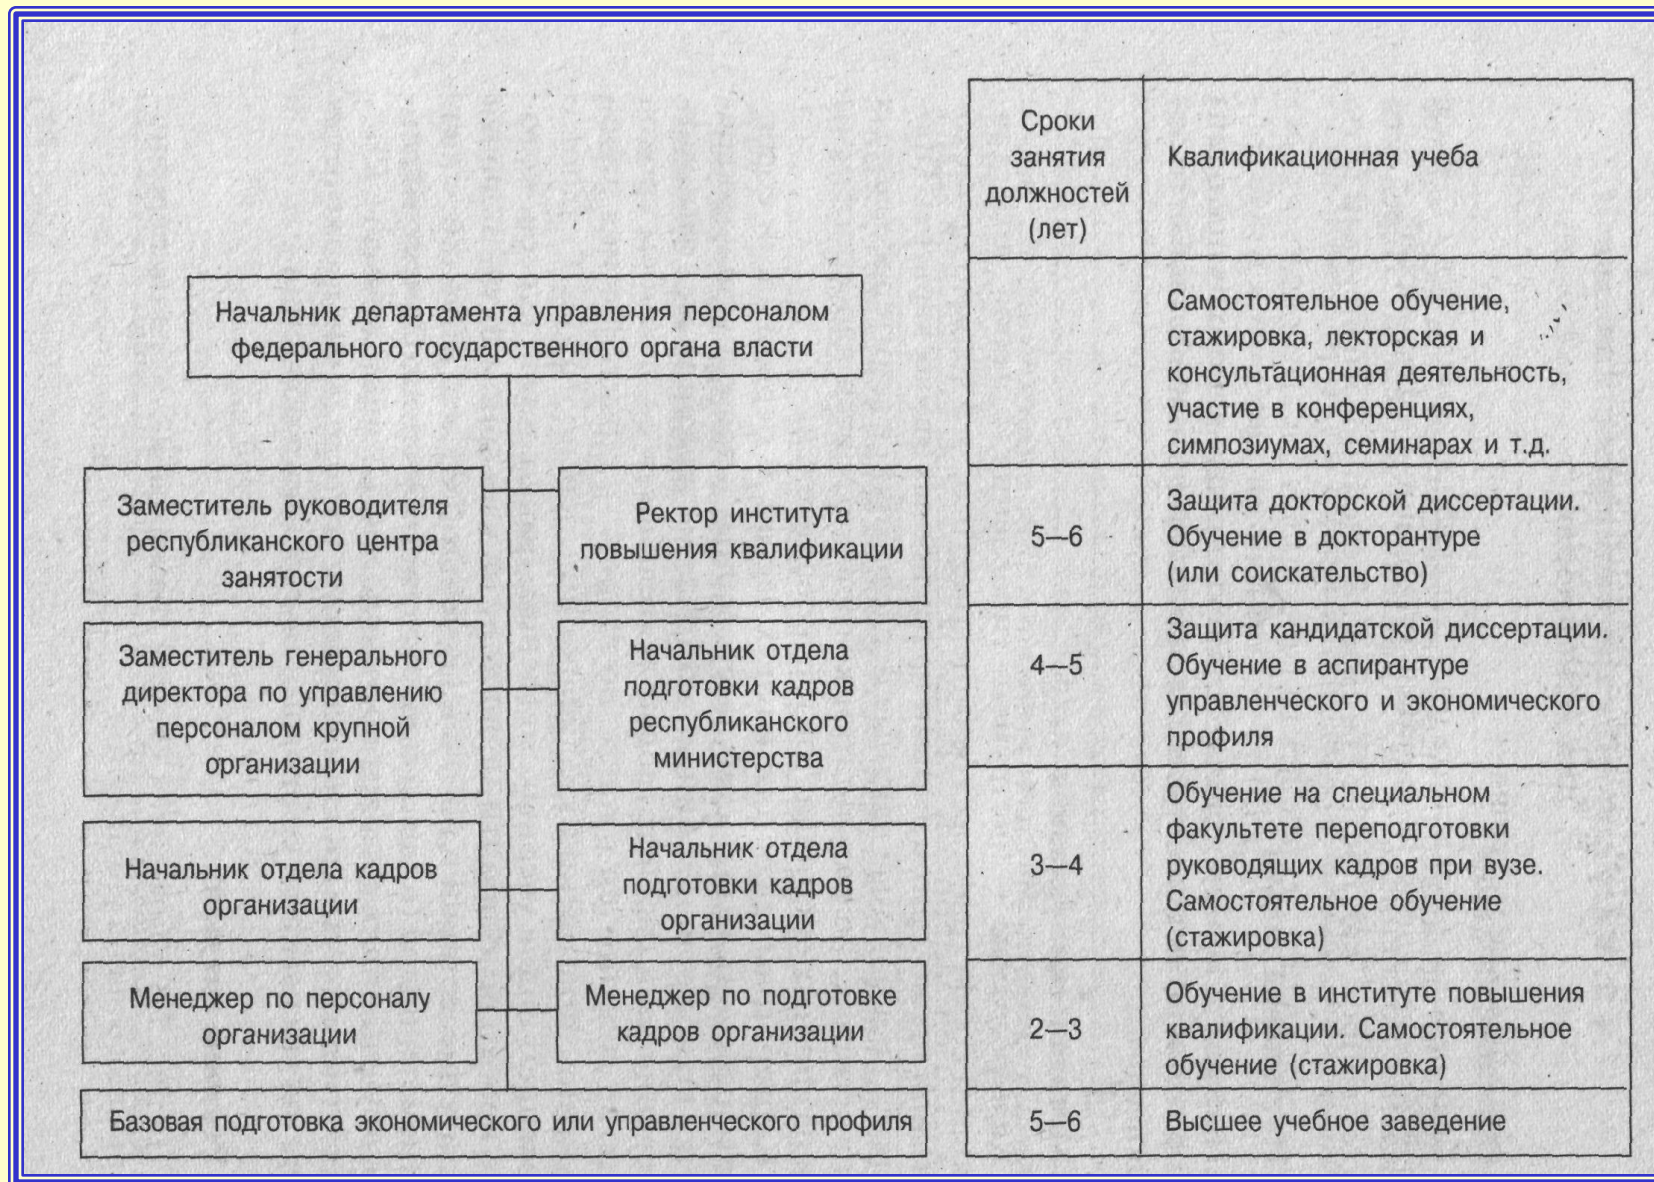 Сроки
занятия
должностей
(лет)
Квалификационная учеба
Начальник департамента управления персоналом
федерального государственного органа власти
Самостоятельное обучение,
стажировка, лекторская и
консультационная деятельность,
участие в конференциях,
симпозиумах, семинарах и т.д.
Заместитель руководителя
республиканского центра
занятости
Ректор института
повышения квалификации
5—6
Защита докторской диссертации.
Обучение в докторантуре
(или соискательство)
Заместитель генерального
директора по управлению
персоналом крупной
организации
Начальник отдела
подготовки кадров
республиканского
министерства
4—5
Защита кандидатской диссертации.
Обучение в аспирантуре
управленческого и экономического
профиля
Начальник отдела кадров
организации
Начальник отдела
подготовки кадров
организации
3—4
Обучение на специальном
факультете переподготовки
руководящих кадров при вузе.
Самостоятельное обучение
(стажировка)
Менеджер по персоналу
организации
Менеджер по подготовке
кадров организации
2—3
Обучение в институте повышения
квалификации. Самостоятельное
обучение (стажировка)
Базовая подготовка экономического или управленческого профиля
5—6
Высшее учебное заведение